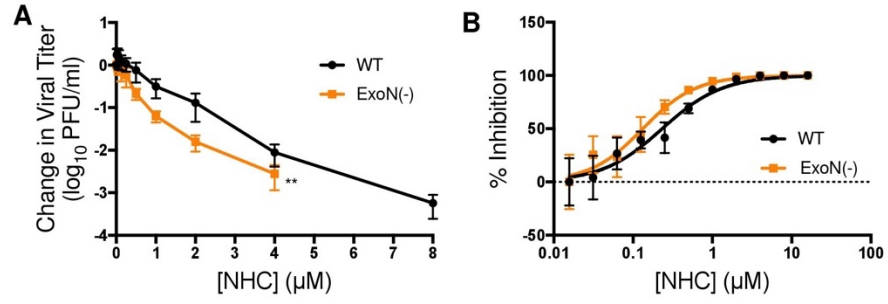 A
Change in Viral Titer
(log10 PFU/ml)
1
0
-1
-2
-3
-4
0 1 2 3 4 5 6 7 8
[NHC] (µM)
WT
ExoN(-)
**
B
% Inhibition
150
100
50
0
-50
0.01 0.1 1 10 100
[NHC] (µM)
WT
ExoN(-)